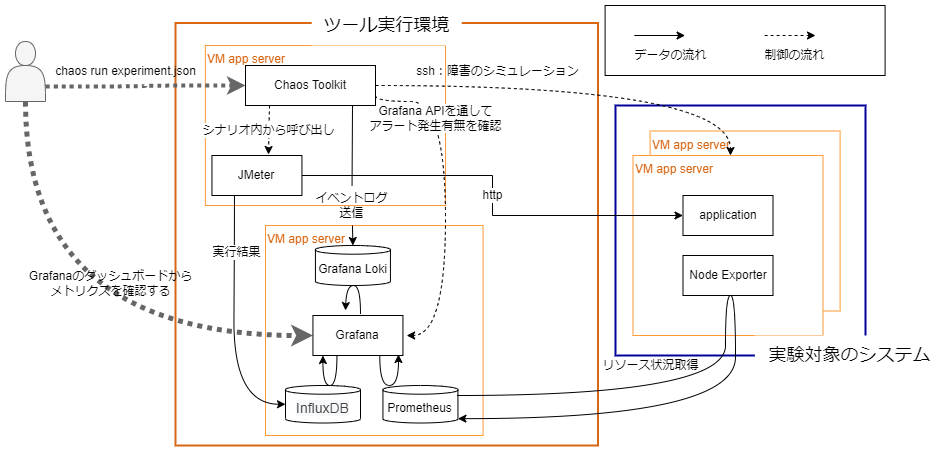 ツール実行環境
データの流れ
制御の流れ
VM app server
chaos run experiment.json
Chaos Toolkit
ssh：障害のシミュレーション
Grafana APIを通して
アラート発生有無を確認
シナリオ内から呼び出し
JMeter
イベントログ
送信
http
VM app server
VM app server
application
Node Exporter
実行結果
VM app server
Grafana Loki
Grafanaのダッシュボードから
メトリクスを確認する
Grafana
実験対象のシステム
リソース状況取得
InfluxDB
Prometheus